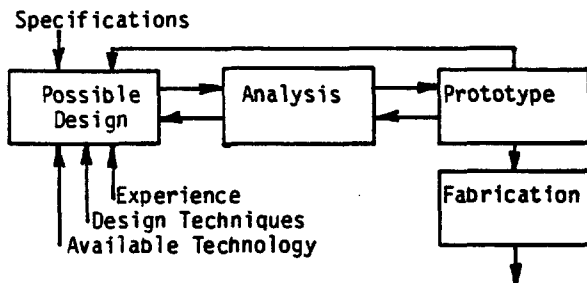 Specifications
Possible
Design
Analysis
Prototype
Fabrication
Experience
Design Techniques
Available Technology